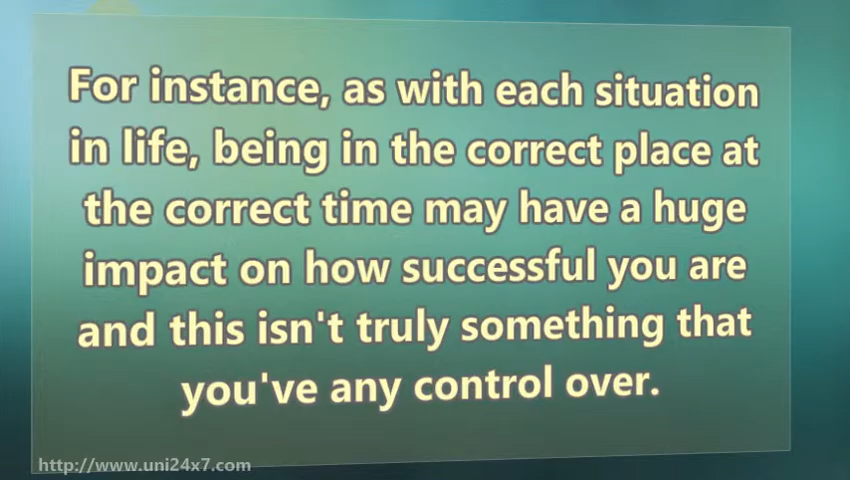 For instance, as with each situation
in life, being in the correct place at
the correct time may have a huge
impact on how successful you are
and this isn't truly something that
you've any control over.
http://www.uni24x7.com